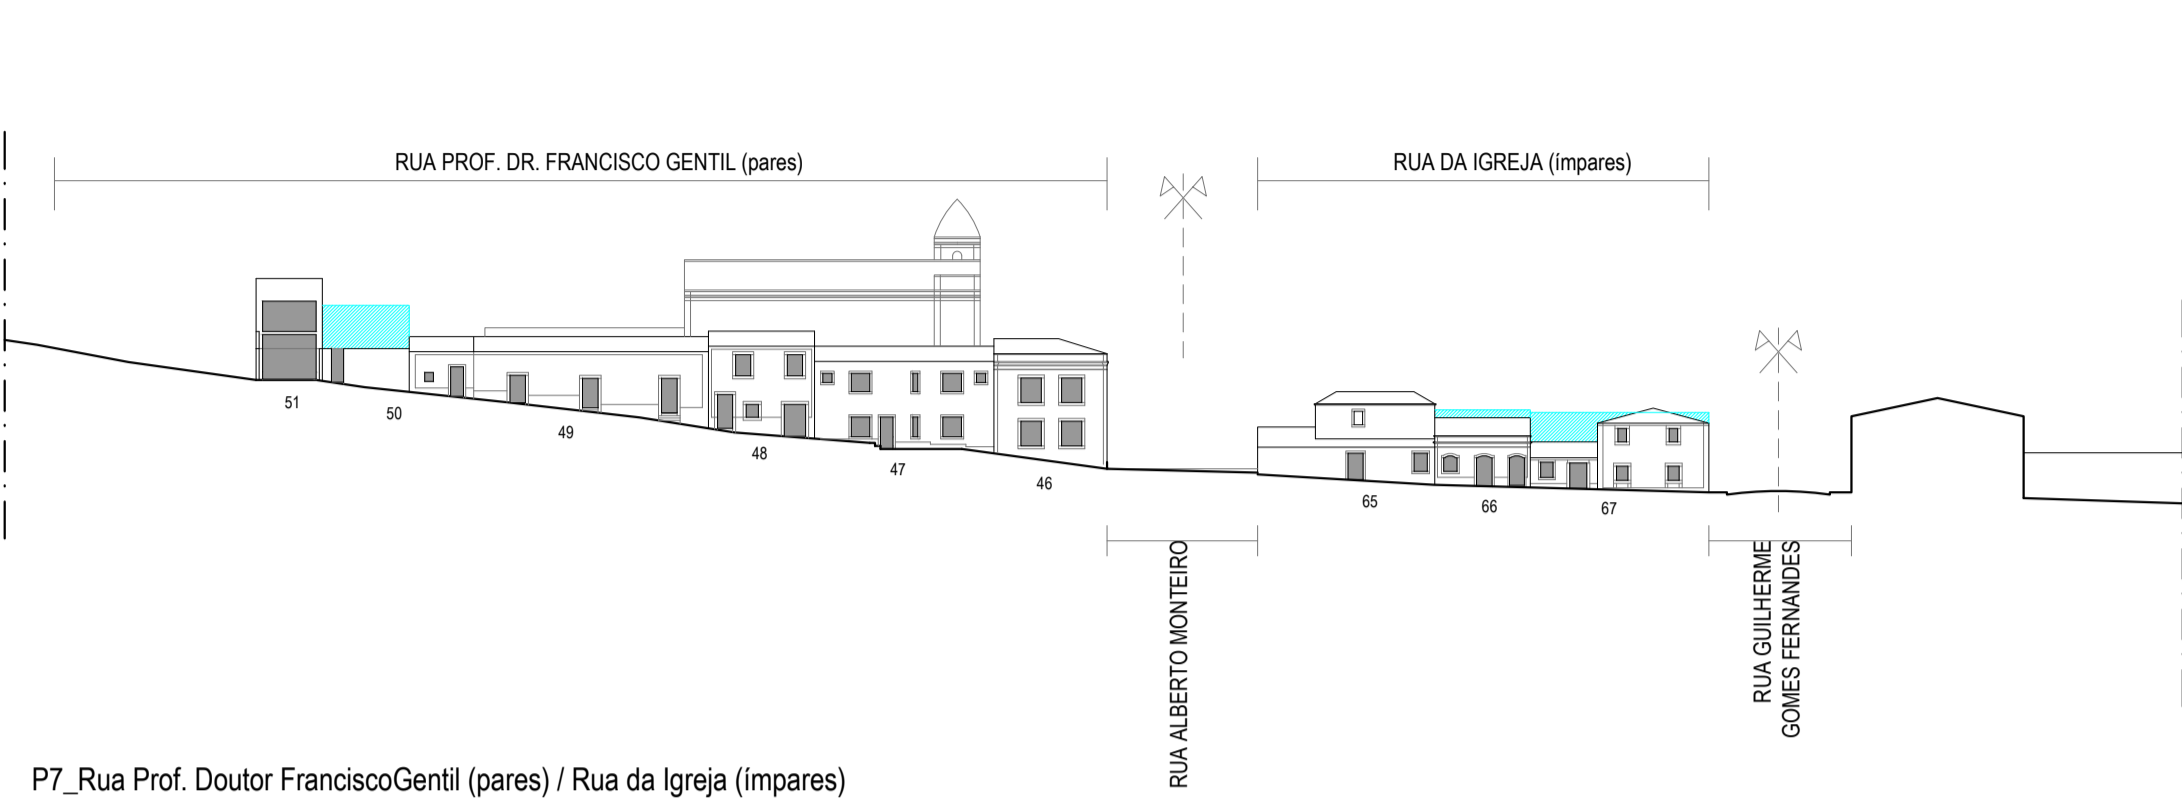 RUA PROF. DR. FRANCISCO GENTIL (pares)
RUA DA IGREJA (ímpares)
51
50
49
48
47
46
65
66
67
RUA ALBERTO MONTEIRO
RUA GUILHERME
GOMES FERNANDES
P7_Rua Prof. Doutor FranciscoGentil (pares) / Rua da Igreja (ímpares)